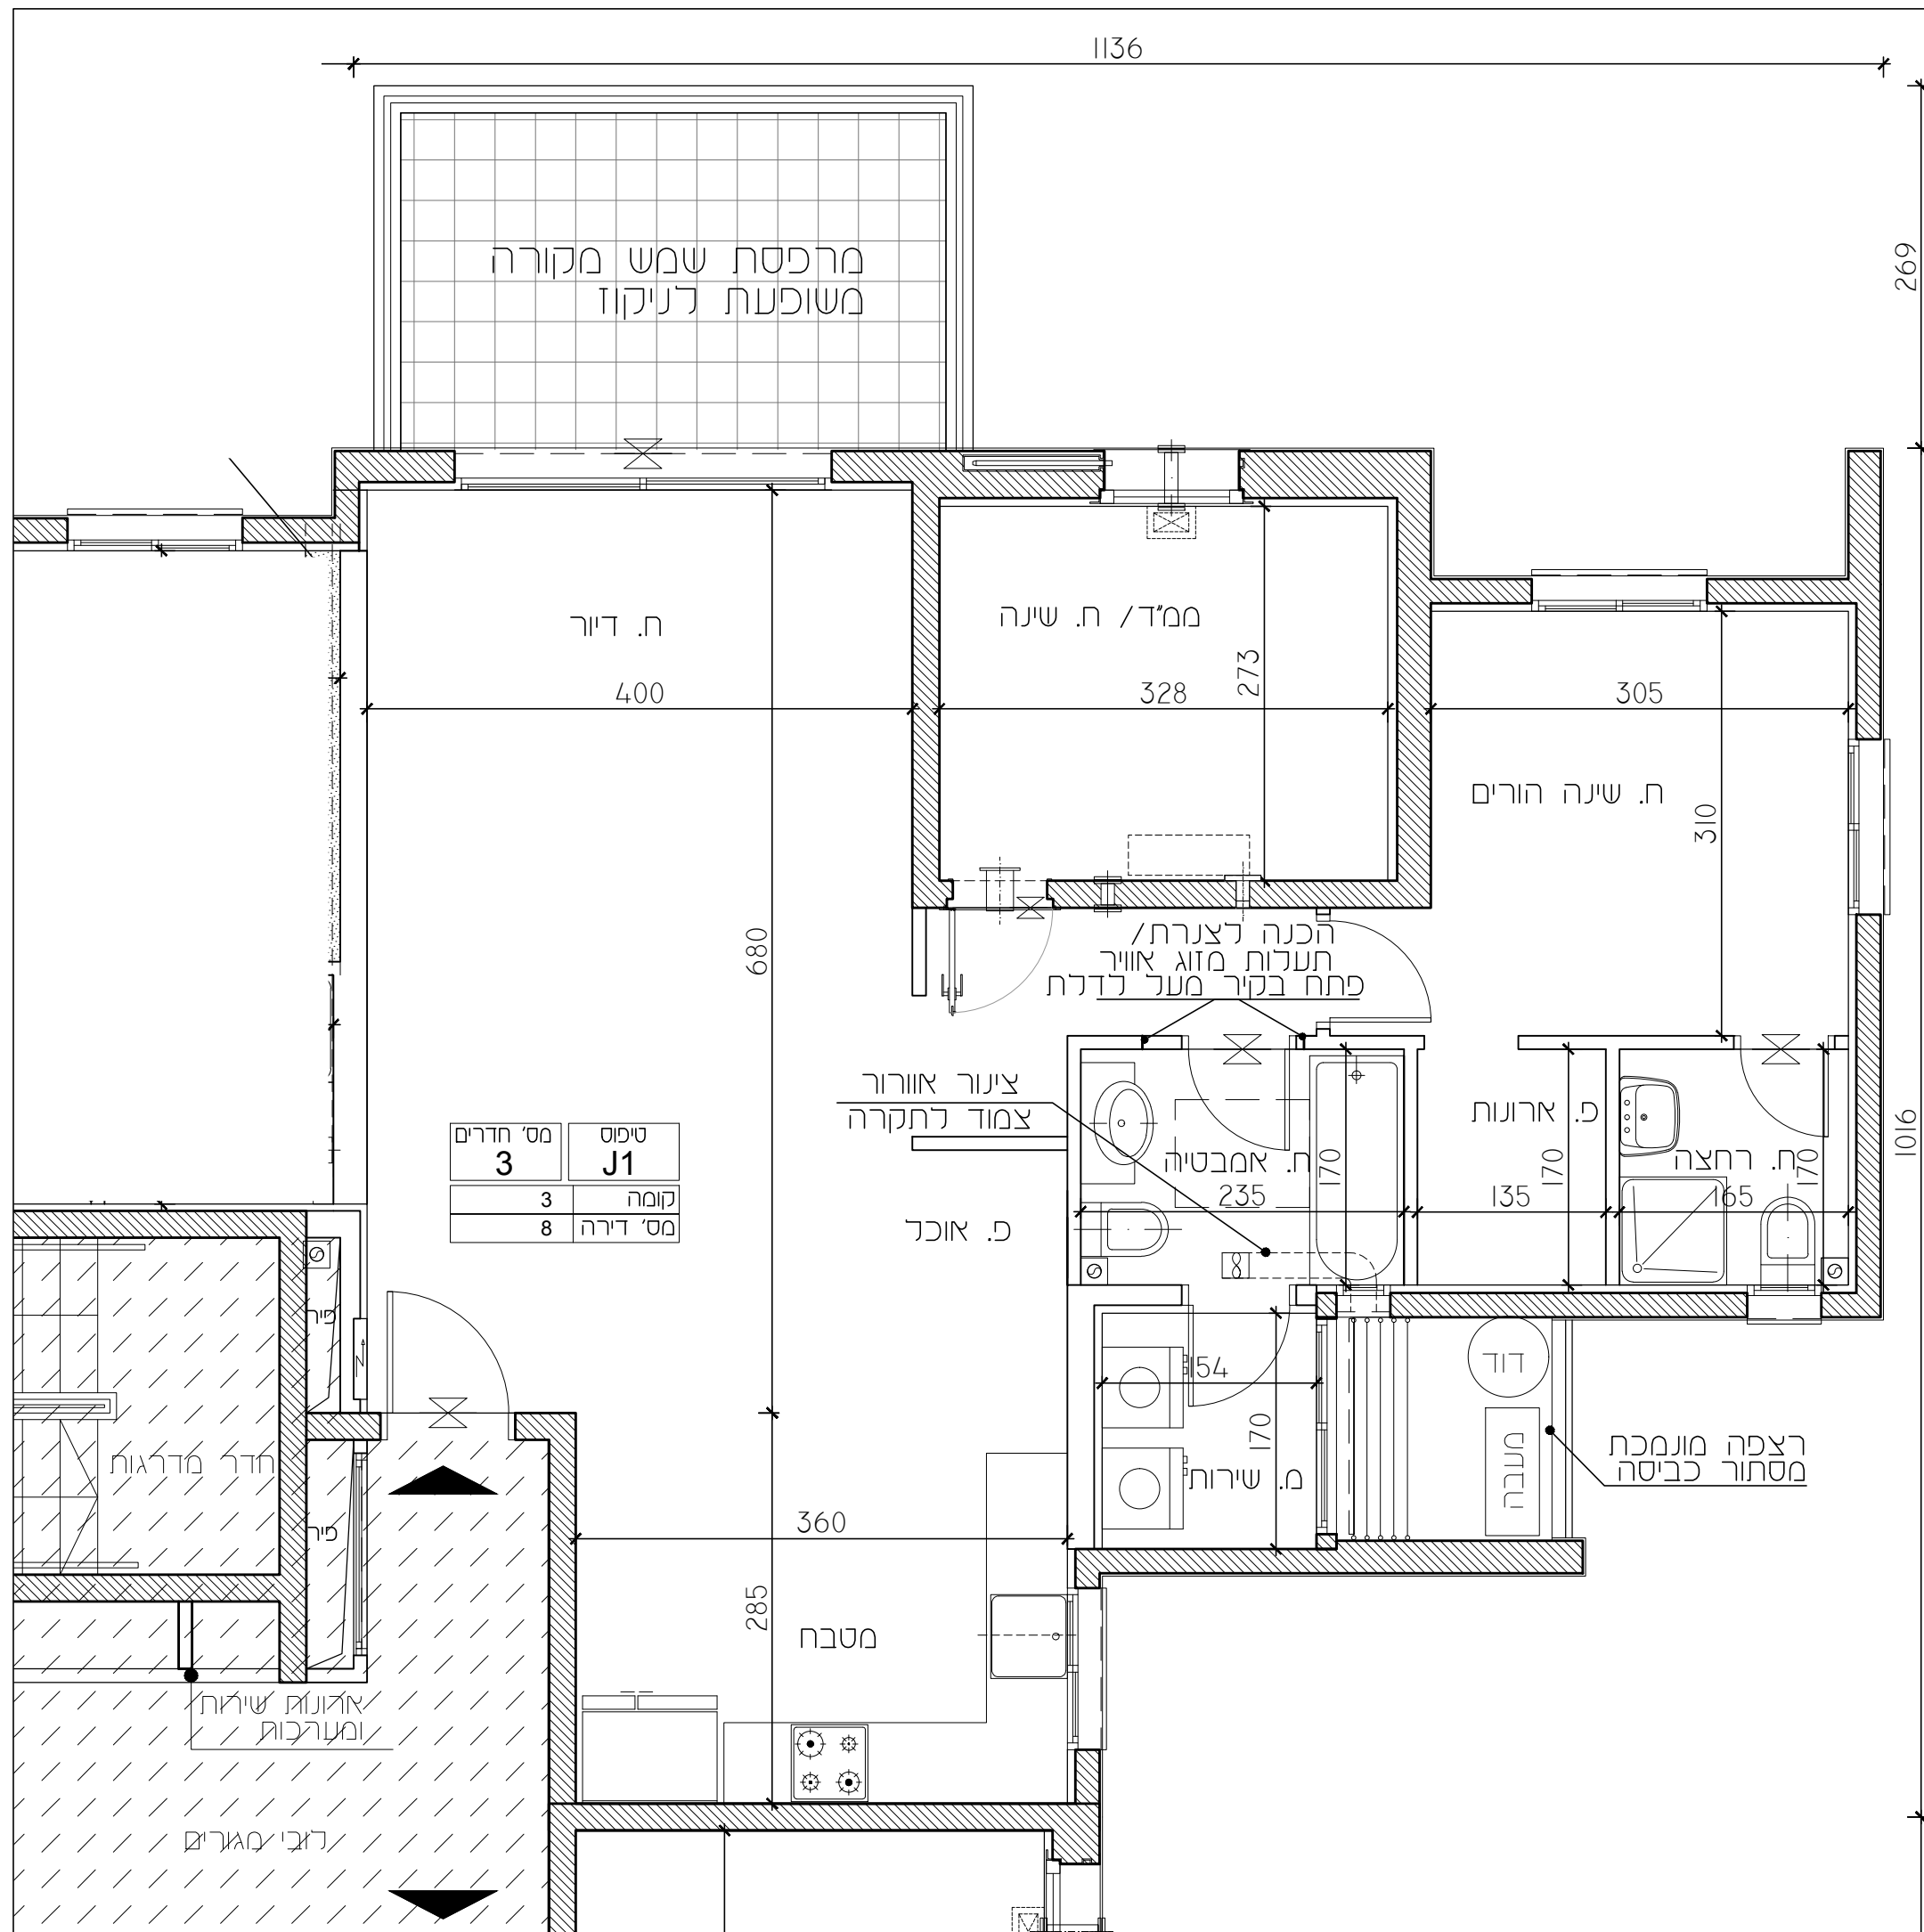 1136
269
מרפסת שמש מקורה
משופעת לניקוז
ח. דיור
ממ"ד/ ח. שינה
273
400
328
305
ח. שינה הורים
310
680
הכנה לצנרת/
תעלות מזוג אוויר
פתח בקיר מעל לדלת
צינור אוורור
צמוד לתקרה
פ. ארונות
1016
טיפוס
J1
מס' חדרים
3
קומה 3
מס' דירה 8
ח. אמבטיה
170
235
170
135
ח. רחצה
170
165
פ. אוכל
פיר
154
דוד
170
מ. שירות
מעבה
רצפה מונמכת
מסתור כביסה
חדר מדרגות
פיר
360
285
מטבח
ארונות שירות
ומערכות
לובי מגורים